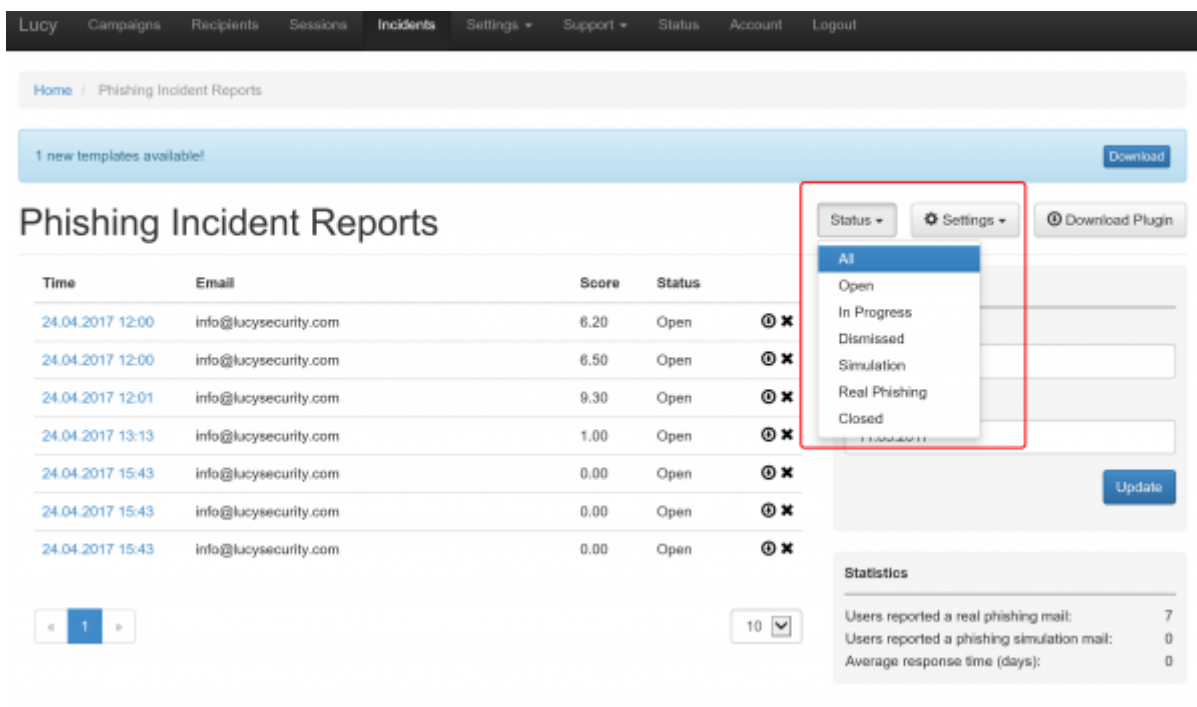 Lucy Campaigns Recipients Sessions Incidents Settings Support Status Account Logout
Home / Phishing Incident Reports
1 new templates available! Download
Phishing Incident Reports
Status Settings Download Plugin
All
Open
In Progress
Dismissed
Simulation
Real Phishing
Closed
Time Email Score Status
24.04.2017 12:00 info@lucysecurity.com 6.20 Open
24.04.2017 12:00 info@lucysecurity.com 6.50 Open
24.04.2017 12:01 info@lucysecurity.com 9.30 Open
24.04.2017 13:13 info@lucysecurity.com 1.00 Open
24.04.2017 15:43 info@lucysecurity.com 0.00 Open
24.04.2017 15:43 info@lucysecurity.com 0.00 Open
24.04.2017 15:43 info@lucysecurity.com 0.00 Open
Update
« 1 »
10
Statistics
Users reported a real phishing mail: 7
Users reported a phishing simulation mail: 0
Average response time (days): 0